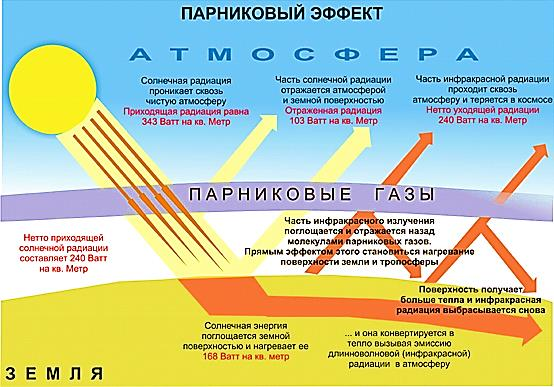 ПАРНИКОВЫЙ ЭФФЕКТ
АТМОСФЕРА
Солнечная радиация
проникает сквозь
чистую атмосферу
Приходящая радиация равна
343 Ватт на кв. Метр
Часть солнечной радиации
отражается атмосферой
и земной поверхностью
Отраженная радиация
103 Ватт на кв. Метр
Часть инфракрасной радиации
проходит сквозь
атмосферу и теряется в космосе
Нетто уходящей радиации
240 Ватт на кв. Метр
ПАРНИКОВЫЕ ГАЗЫ
Нетто приходящей
солнечной радиации
составляет 240 Ватт
на кв. Метр
Часть инфракрасного излучения
поглощается и отражается назад
молекулами парниковых газов.
Прямым эффектом этого становиться нагревание
поверхности земли и тропосферы
Поверхность получает
больше тепла и инфракрасная
радиация выбрасывается снова
Солнечная энергия
поглощается земной
поверхностью и нагревает ее
168 Ватт на кв. метр
... и она конвертируется в
тепло вызывая эмиссию
длинноволновой (инфракрасной)
радиации в атмосферу
ЗЕМЛЯ